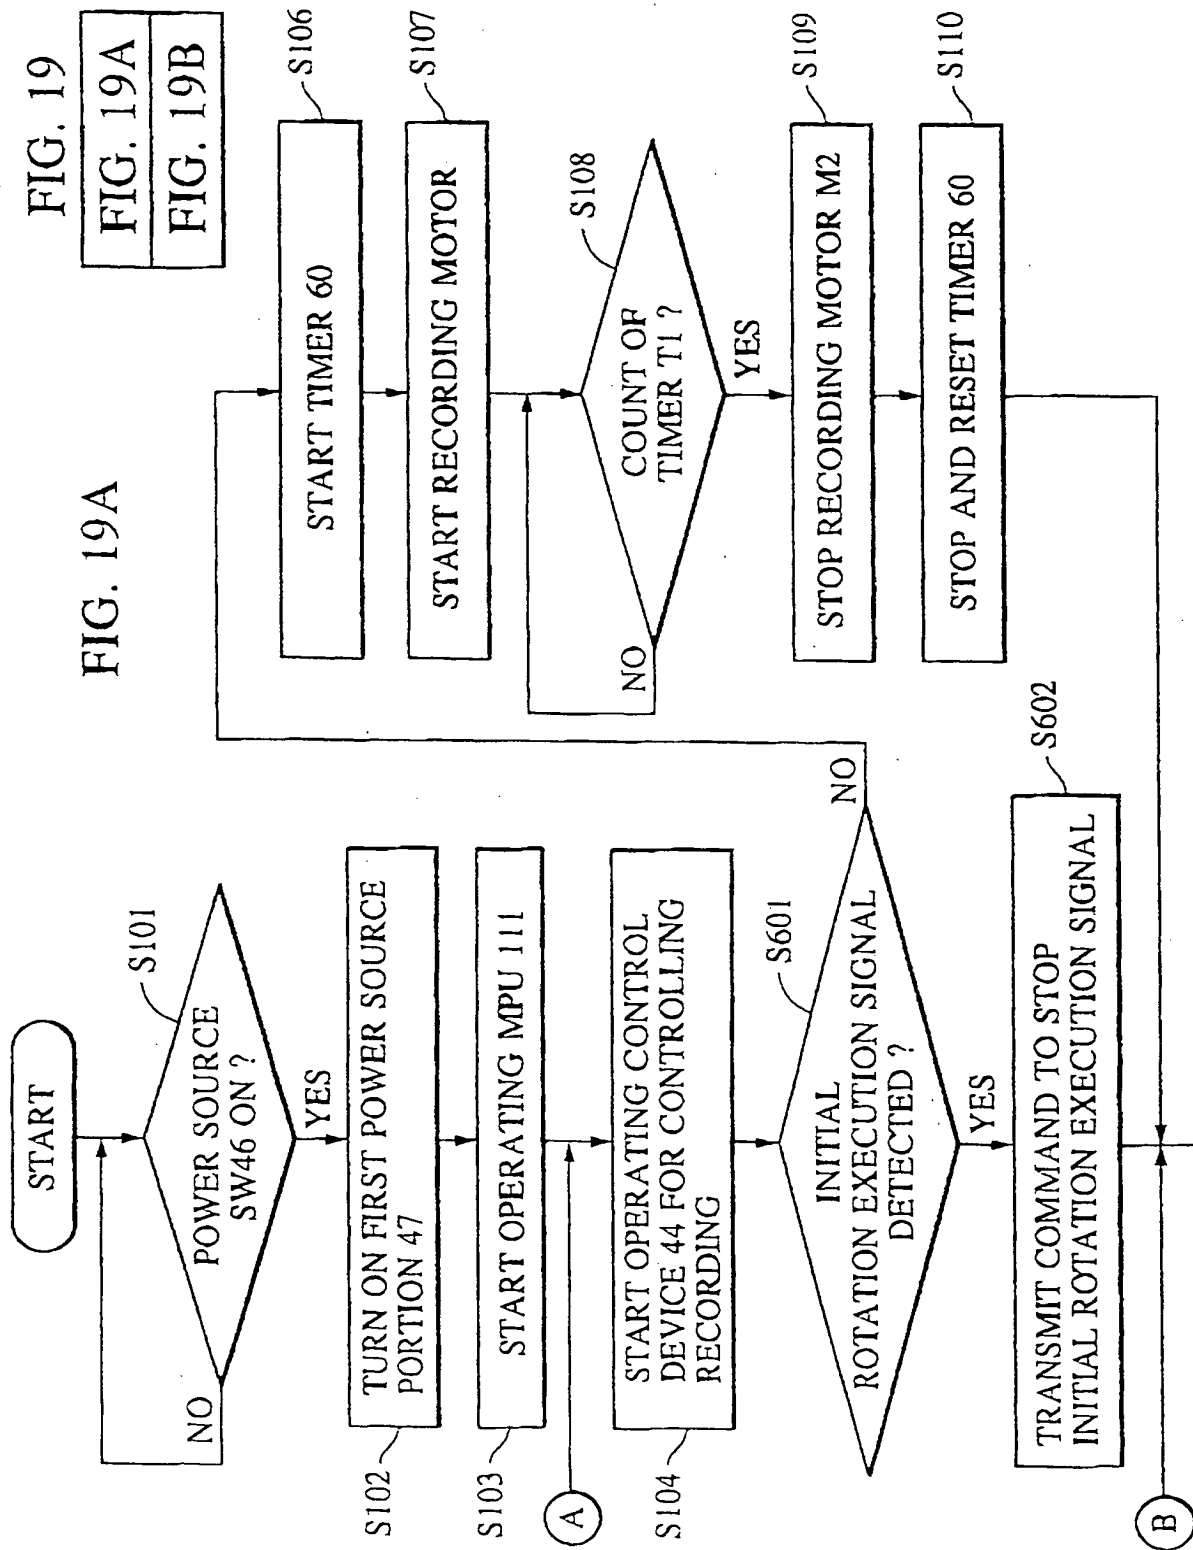 FIG. 19
FIG. 19A
FIG. 19B
FIG. 19A
START
POWER SOURCE
SW46 ON ?
S101
NO
YES
TURN ON FIRST POWER SOURCE
PORTION 47
S102
START OPERATING MPU 111
S103
A
START OPERATING CONTROL
DEVICE 44 FOR CONTROLLING
RECORDING
S104
INITIAL
ROTATION EXECUTION SIGNAL
DETECTED ?
S601
NO
YES
TRANSMIT COMMAND TO STOP
INITIAL ROTATION EXECUTION SIGNAL
S602
B
START TIMER 60
S106
START RECORDING MOTOR
S107
COUNT OF
TIMER T1 ?
S108
NO
YES
STOP RECORDING MOTOR M2
S109
STOP AND RESET TIMER 60
S110